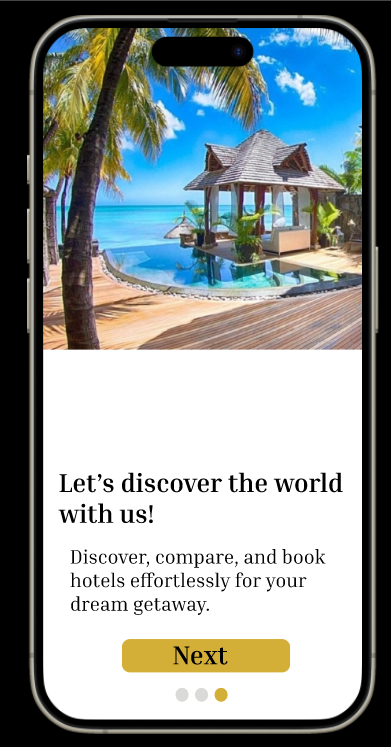 Let’s discover the world
with us!
Discover, compare, and book
hotels effortlessly for your
dream getaway.
Next